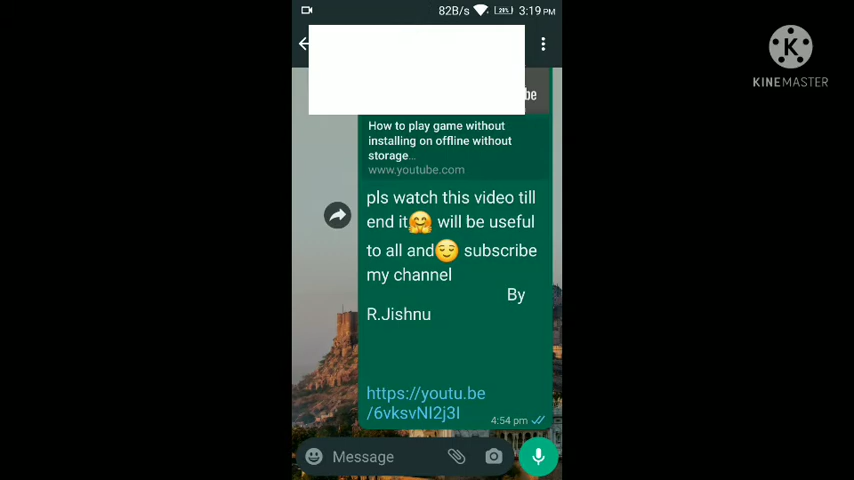 82B/s 28% 3:19 PM
be
How to play game without
installing on offline without
storage...
www.youtube.com
pls watch this video till
end it🤗 will be useful
to all and😌 subscribe
my channel
By
R.Jishnu
https://youtu.be
/6vksvNI2j3I
4:54 pm
Message
K
KINEMASTER